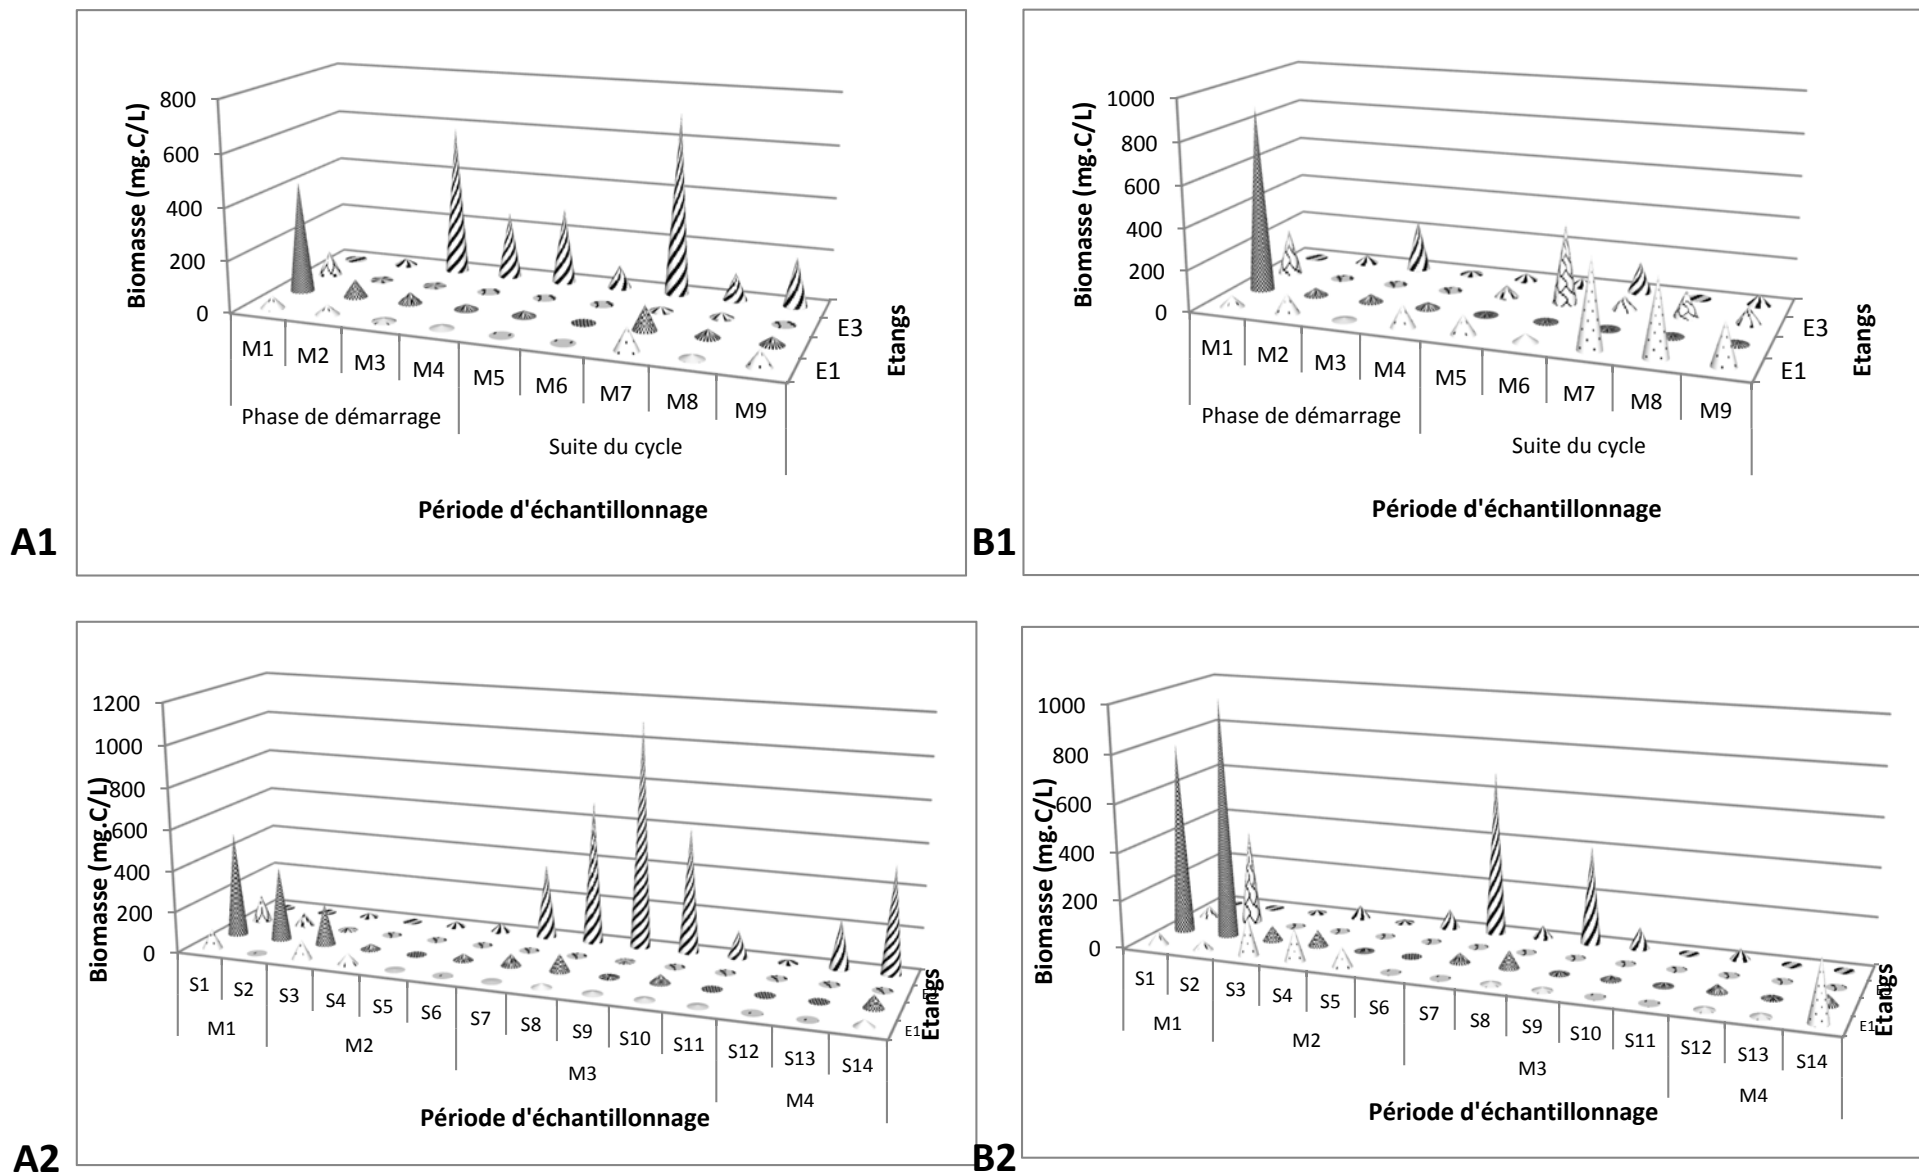 Biomasse (mg.C/L)
800
600
400
200
0
M1 M2 M3 M4 M5 M6 M7 M8 M9
Phase de démarrage
Suite du cycle
Période d'échantillonnage
E1
E3
Etangs
A1
Biomasse (mg.C/L)
1000
800
600
400
200
0
M1 M2 M3 M4 M5 M6 M7 M8 M9
Phase de démarrage
Suite du cycle
Période d'échantillonnage
E1
E3
Etangs
B1
Biomasse (mg.C/L)
1200
1000
800
600
400
200
0
S1 S2 S3 S4 S5 S6 S7 S8 S9 S10 S11 S12 S13 S14
M1 M2 M3 M4
Période d'échantillonnage
E1
Etangs
A2
Biomasse (mg.C/L)
1000
800
600
400
200
0
S1 S2 S3 S4 S5 S6 S7 S8 S9 S10 S11 S12 S13 S14
M1 M2 M3 M4
Période d'échantillonnage
E1
Etangs
B2